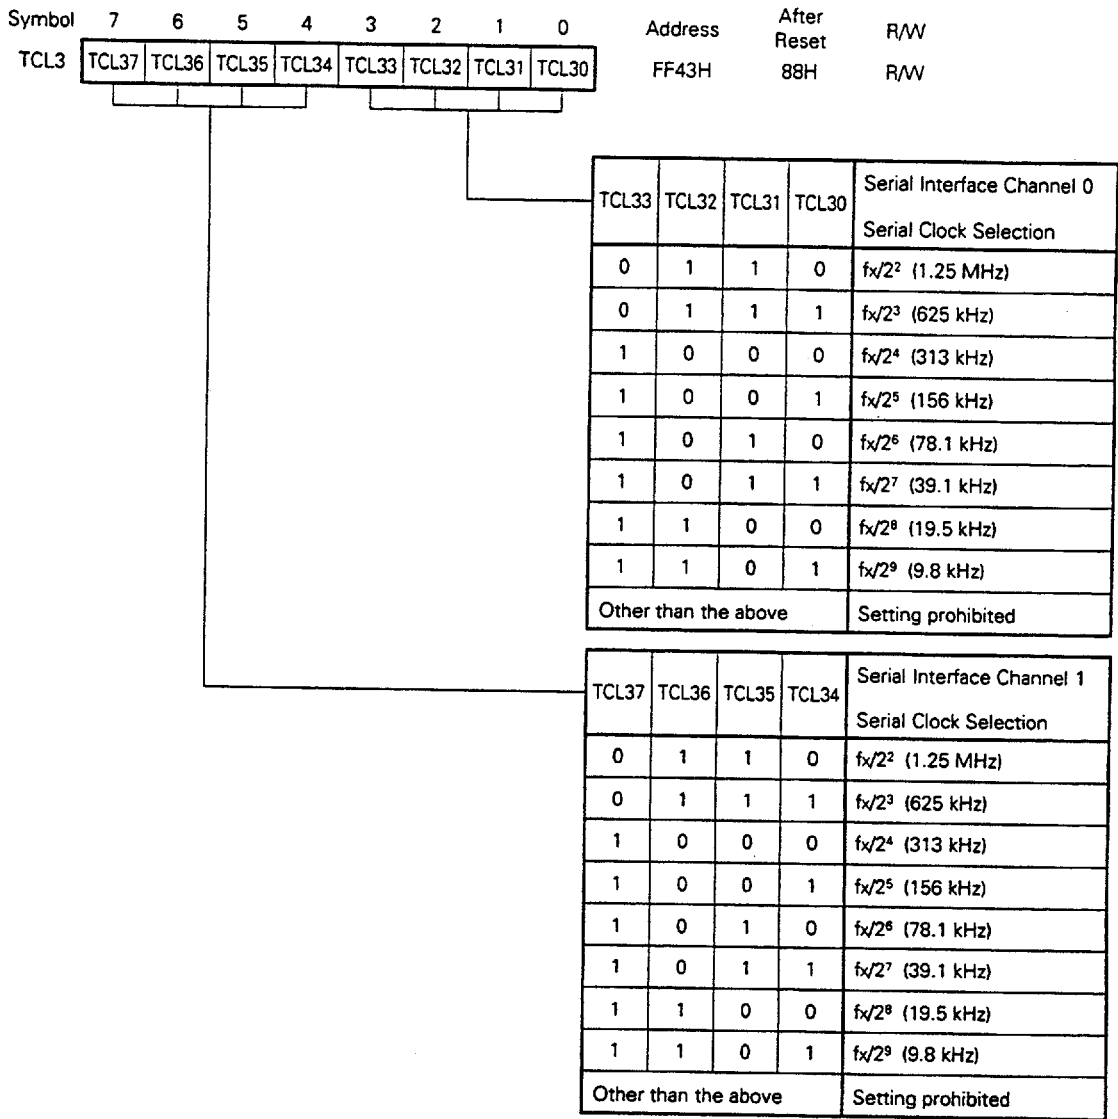 Symbol 7 6 5 4 3 2 1 0 Address After Reset R/W
TCL3 TCL37 TCL36 TCL35 TCL34 TCL33 TCL32 TCL31 TCL30 FF43H 88H R/W
TCL33 TCL32 TCL31 TCL30 Serial Interface Channel 0
Serial Clock Selection
0 1 1 0 fx/2² (1.25 MHz)
0 1 1 1 fx/2³ (625 kHz)
1 0 0 0 fx/2⁴ (313 kHz)
1 0 0 1 fx/2⁵ (156 kHz)
1 0 1 0 fx/2⁶ (78.1 kHz)
1 0 1 1 fx/2⁷ (39.1 kHz)
1 1 0 0 fx/2⁸ (19.5 kHz)
1 1 0 1 fx/2⁹ (9.8 kHz)
Other than the above Setting prohibited
TCL37 TCL36 TCL35 TCL34 Serial Interface Channel 1
Serial Clock Selection
0 1 1 0 fx/2² (1.25 MHz)
0 1 1 1 fx/2³ (625 kHz)
1 0 0 0 fx/2⁴ (313 kHz)
1 0 0 1 fx/2⁵ (156 kHz)
1 0 1 0 fx/2⁶ (78.1 kHz)
1 0 1 1 fx/2⁷ (39.1 kHz)
1 1 0 0 fx/2⁸ (19.5 kHz)
1 1 0 1 fx/2⁹ (9.8 kHz)
Other than the above Setting prohibited